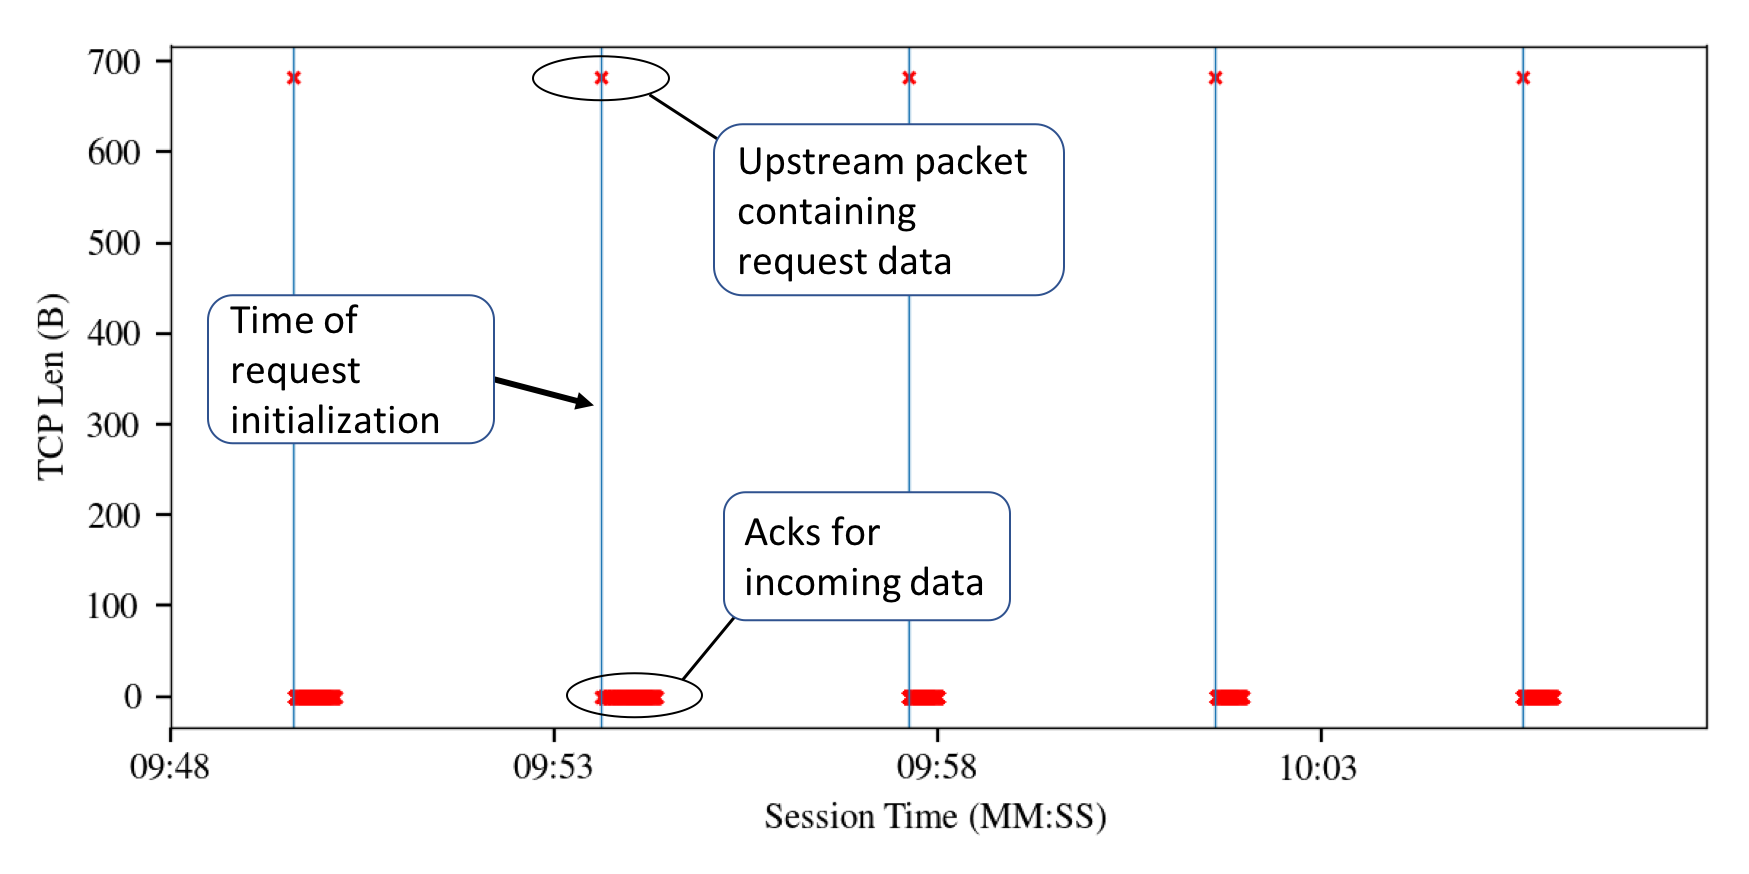 700
600
500
400
300
200
100
0
TCP Len (B)
Upstream packet
containing
request data
Time of
request
initialization
Acks for
incoming data
09:48
09:53
09:58
10:03
Session Time (MM:SS)